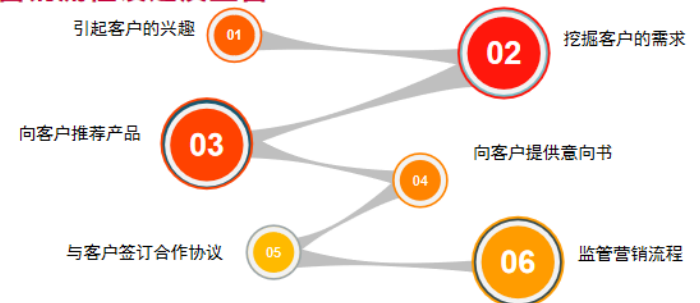 01
引起客户的兴趣
02
挖掘客户的需求
03
向客户推荐产品
04
向客户提供意向书
05
与客户签订合作协议
06
监管营销流程